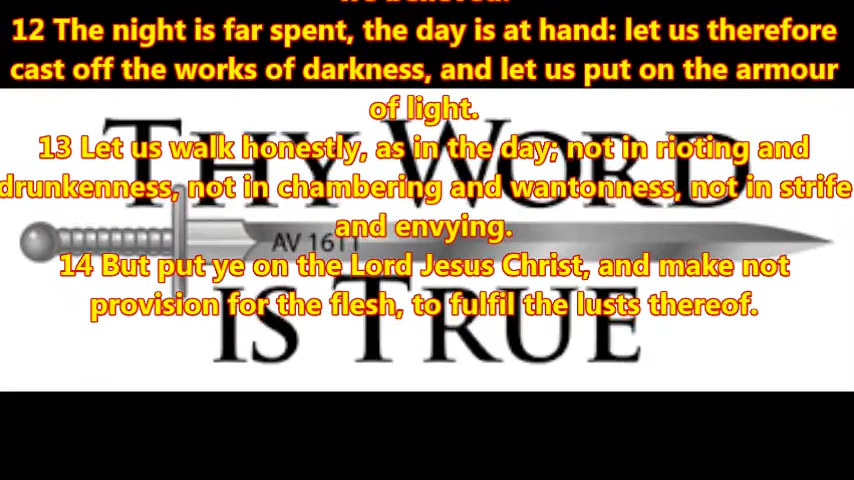 we believed.
12 The night is far spent, the day is at hand: let us therefore
cast off the works of darkness, and let us put on the armour
of light.
13 Let us walk honestly, as in the day; not in rioting and
drunkenness, not in chambering and wantonness, not in strife
and envying.
14 But put ye on the Lord Jesus Christ, and make not
provision for the flesh, to fulfil the lusts thereof.
THY WORD
AV 1611
IS TRUE